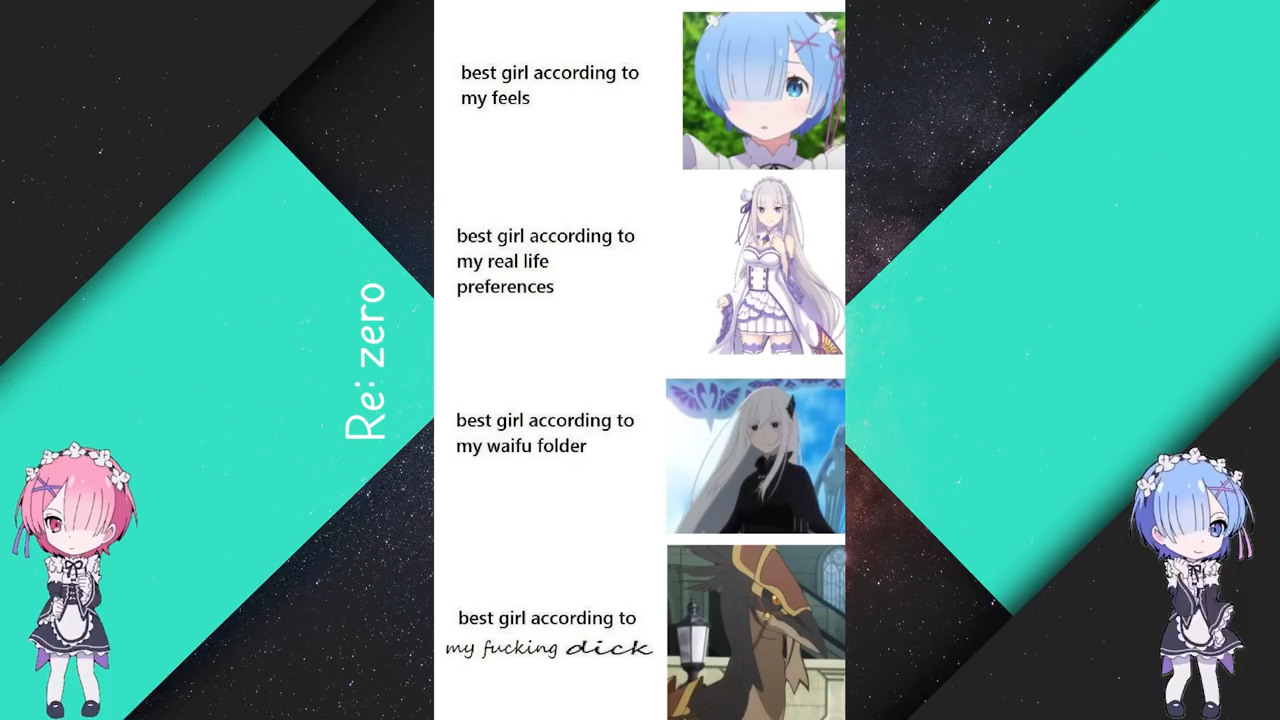 Re: zero
best girl according to
my feels
best girl according to
my real life
preferences
best girl according to
my waifu folder
best girl according to
my fucking dick